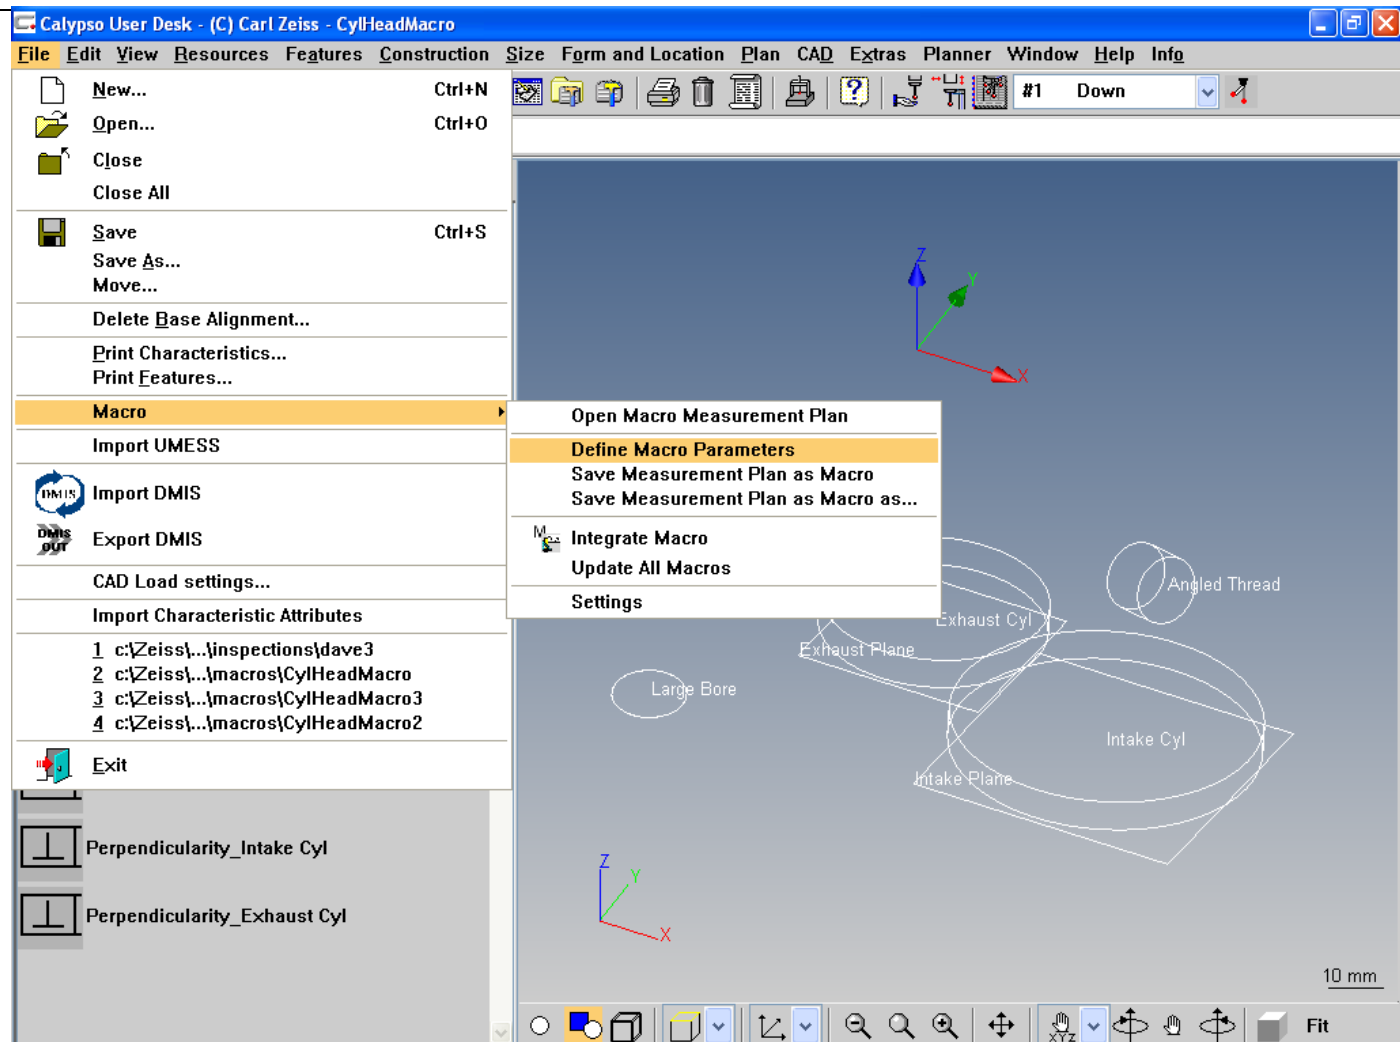 Calypso User Desk - (C) Carl Zeiss - CylHeadMacro
File Edit View Resources Features Construction Size Form and Location Plan CAD Extras Planner Window Help Info
New... Ctrl+N
#1 Down
Open... Ctrl+O
Close
Close All
Save Ctrl+S
Save As...
Move...
Delete Base Alignment...
Print Characteristics...
Print Features...
Macro
Import UMESS
DMIS Import DMIS
DMIS OUT Export DMIS
CAD Load settings...
Import Characteristic Attributes
1 c:\Zeiss\...\inspections\dave3
2 c:\Zeiss\...\macros\CylHeadMacro
3 c:\Zeiss\...\macros\CylHeadMacro3
4 c:\Zeiss\...\macros\CylHeadMacro2
Exit
Open Macro Measurement Plan
Define Macro Parameters
Save Measurement Plan as Macro
Save Measurement Plan as Macro as...
M Integrate Macro
Update All Macros
Settings
Z
Y
X
Angled Thread
Exhaust Cyl
Exhaust Plane
Large Bore
Intake Cyl
Intake Plane
Perpendicularity_Intake Cyl
Perpendicularity_Exhaust Cyl
Z
Y
X
10 mm
XYZ
Fit